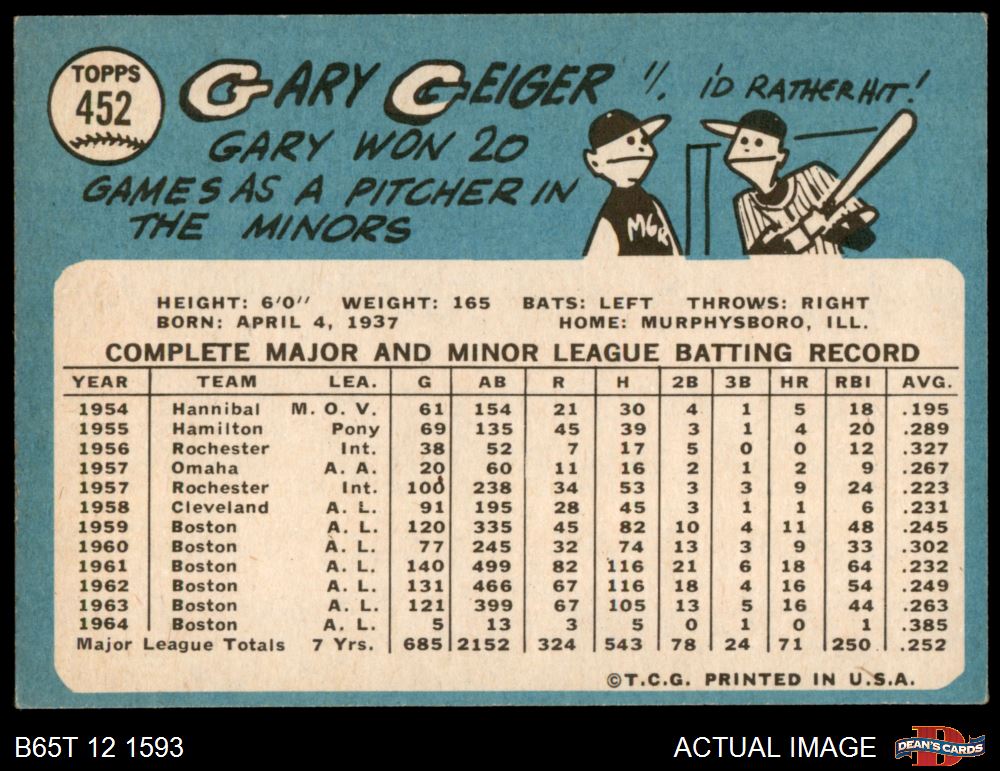 TOPPS
452
GARY GEIGER
I'D RATHER HIT!
GARY WON 20
GAMES AS A PITCHER IN
THE MINORS
MGR
HEIGHT: 6'0" WEIGHT: 165 BATS: LEFT THROWS: RIGHT
BORN: APRIL 4, 1937 HOME: MURPHYSBORO, ILL.
COMPLETE MAJOR AND MINOR LEAGUE BATTING RECORD
YEAR TEAM LEA. G AB R H 2B 3B HR RBI AVG.
1954 Hannibal M. O. V. 61 154 21 30 4 1 5 18 .195
1955 Hamilton Pony 69 135 45 39 3 1 4 20 .289
1956 Rochester Int. 38 52 7 17 5 0 0 12 .327
1957 Omaha A. A. 20 60 11 16 2 1 2 9 .267
1957 Rochester Int. 100 238 34 53 3 3 9 24 .223
1958 Cleveland A. L. 91 195 28 45 3 1 1 6 .231
1959 Boston A. L. 120 335 45 82 10 4 11 48 .245
1960 Boston A. L. 77 245 32 74 13 3 9 33 .302
1961 Boston A. L. 140 499 82 116 21 6 18 64 .232
1962 Boston A. L. 131 466 67 116 18 4 16 54 .249
1963 Boston A. L. 121 399 67 105 13 5 16 44 .263
1964 Boston A. L. 5 13 3 5 0 1 0 1 .385
Major League Totals 7 Yrs. 685 2152 324 543 78 24 71 250 .252
©T.C.G. PRINTED IN U.S.A.
B65T 12 1593
ACTUAL IMAGE
D
DEAN'S CARDS